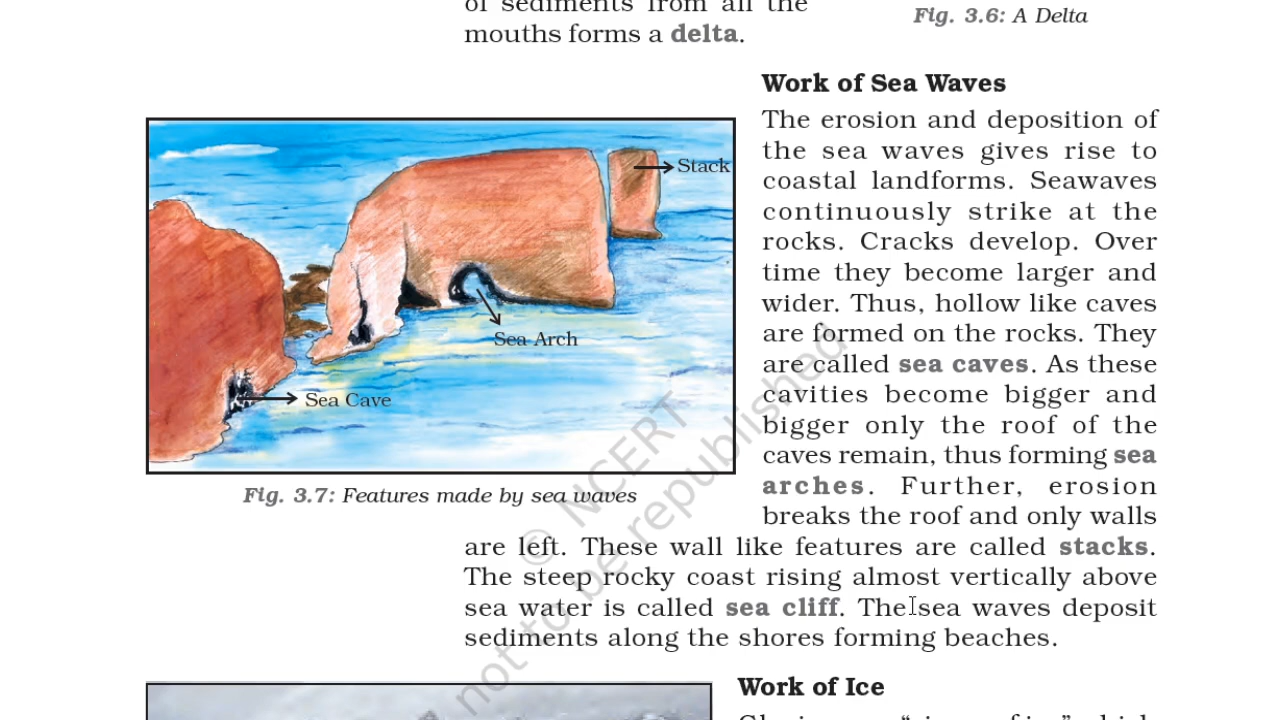 of sediments from all the
mouths forms a delta.
Fig. 3.6: A Delta
Work of Sea Waves
The erosion and deposition of
the sea waves gives rise to
coastal landforms. Seawaves
continuously strike at the
rocks. Cracks develop. Over
time they become larger and
wider. Thus, hollow like caves
are formed on the rocks. They
are called sea caves. As these
cavities become bigger and
bigger only the roof of the
caves remain, thus forming sea
arches. Further, erosion
breaks the roof and only walls
are left. These wall like features are called stacks.
The steep rocky coast rising almost vertically above
sea water is called sea cliff. The sea waves deposit
sediments along the shores forming beaches.
Stack
Sea Arch
Sea Cave
Fig. 3.7: Features made by sea waves
© NCERT
not to be republished
Work of Ice